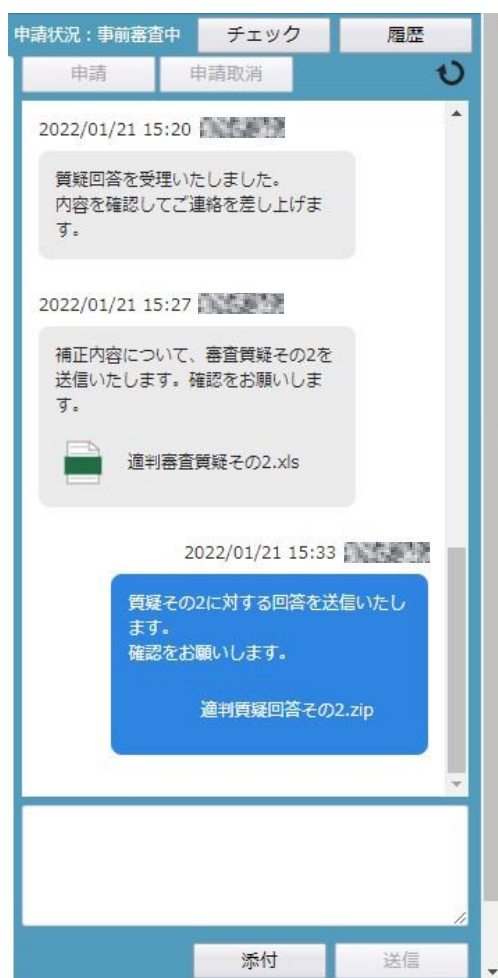 申請状況：事前審査中 チェック 履歴
申請 申請取消
2022/01/21 15:20
質疑回答を受理いたしました。
内容を確認してご連絡を差し上げま
す。
2022/01/21 15:27
補正内容について、審査質疑その2を
送信いたします。確認をお願いしま
す。
適判審査質疑その2.xls
2022/01/21 15:33
質疑その2に対する回答を送信いたし
ます。
確認をお願いします。
適判質疑回答その2.zip
添付 送信